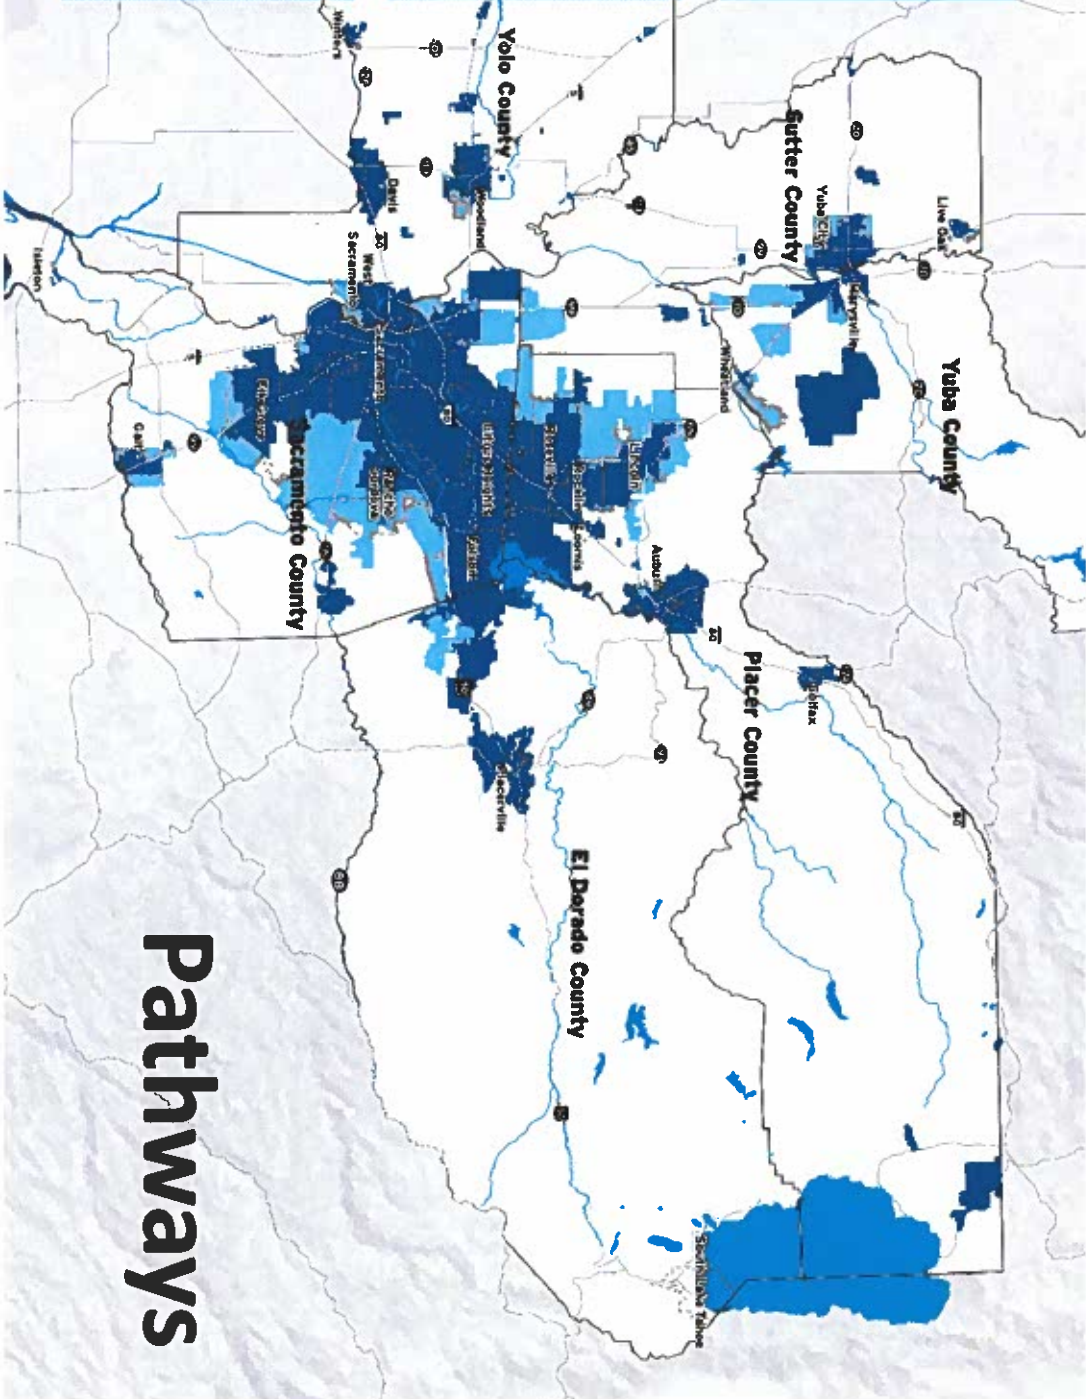 Yuba County
Live Oak
Sutter County
Yuba City
Marysville
Wheatland
Placer County
Colfax
Lincoln
Auburn
Yolo County
Woodland
Roseville
Rocklin
Loomis
Citrus Heights
Folsom
El Dorado County
South Lake Tahoe
Placerville
Winters
Davis
West
Sacramento
Sacramento
Rancho
Cordova
Sacramento County
Elk Grove
Galt
Isleton
Pathways